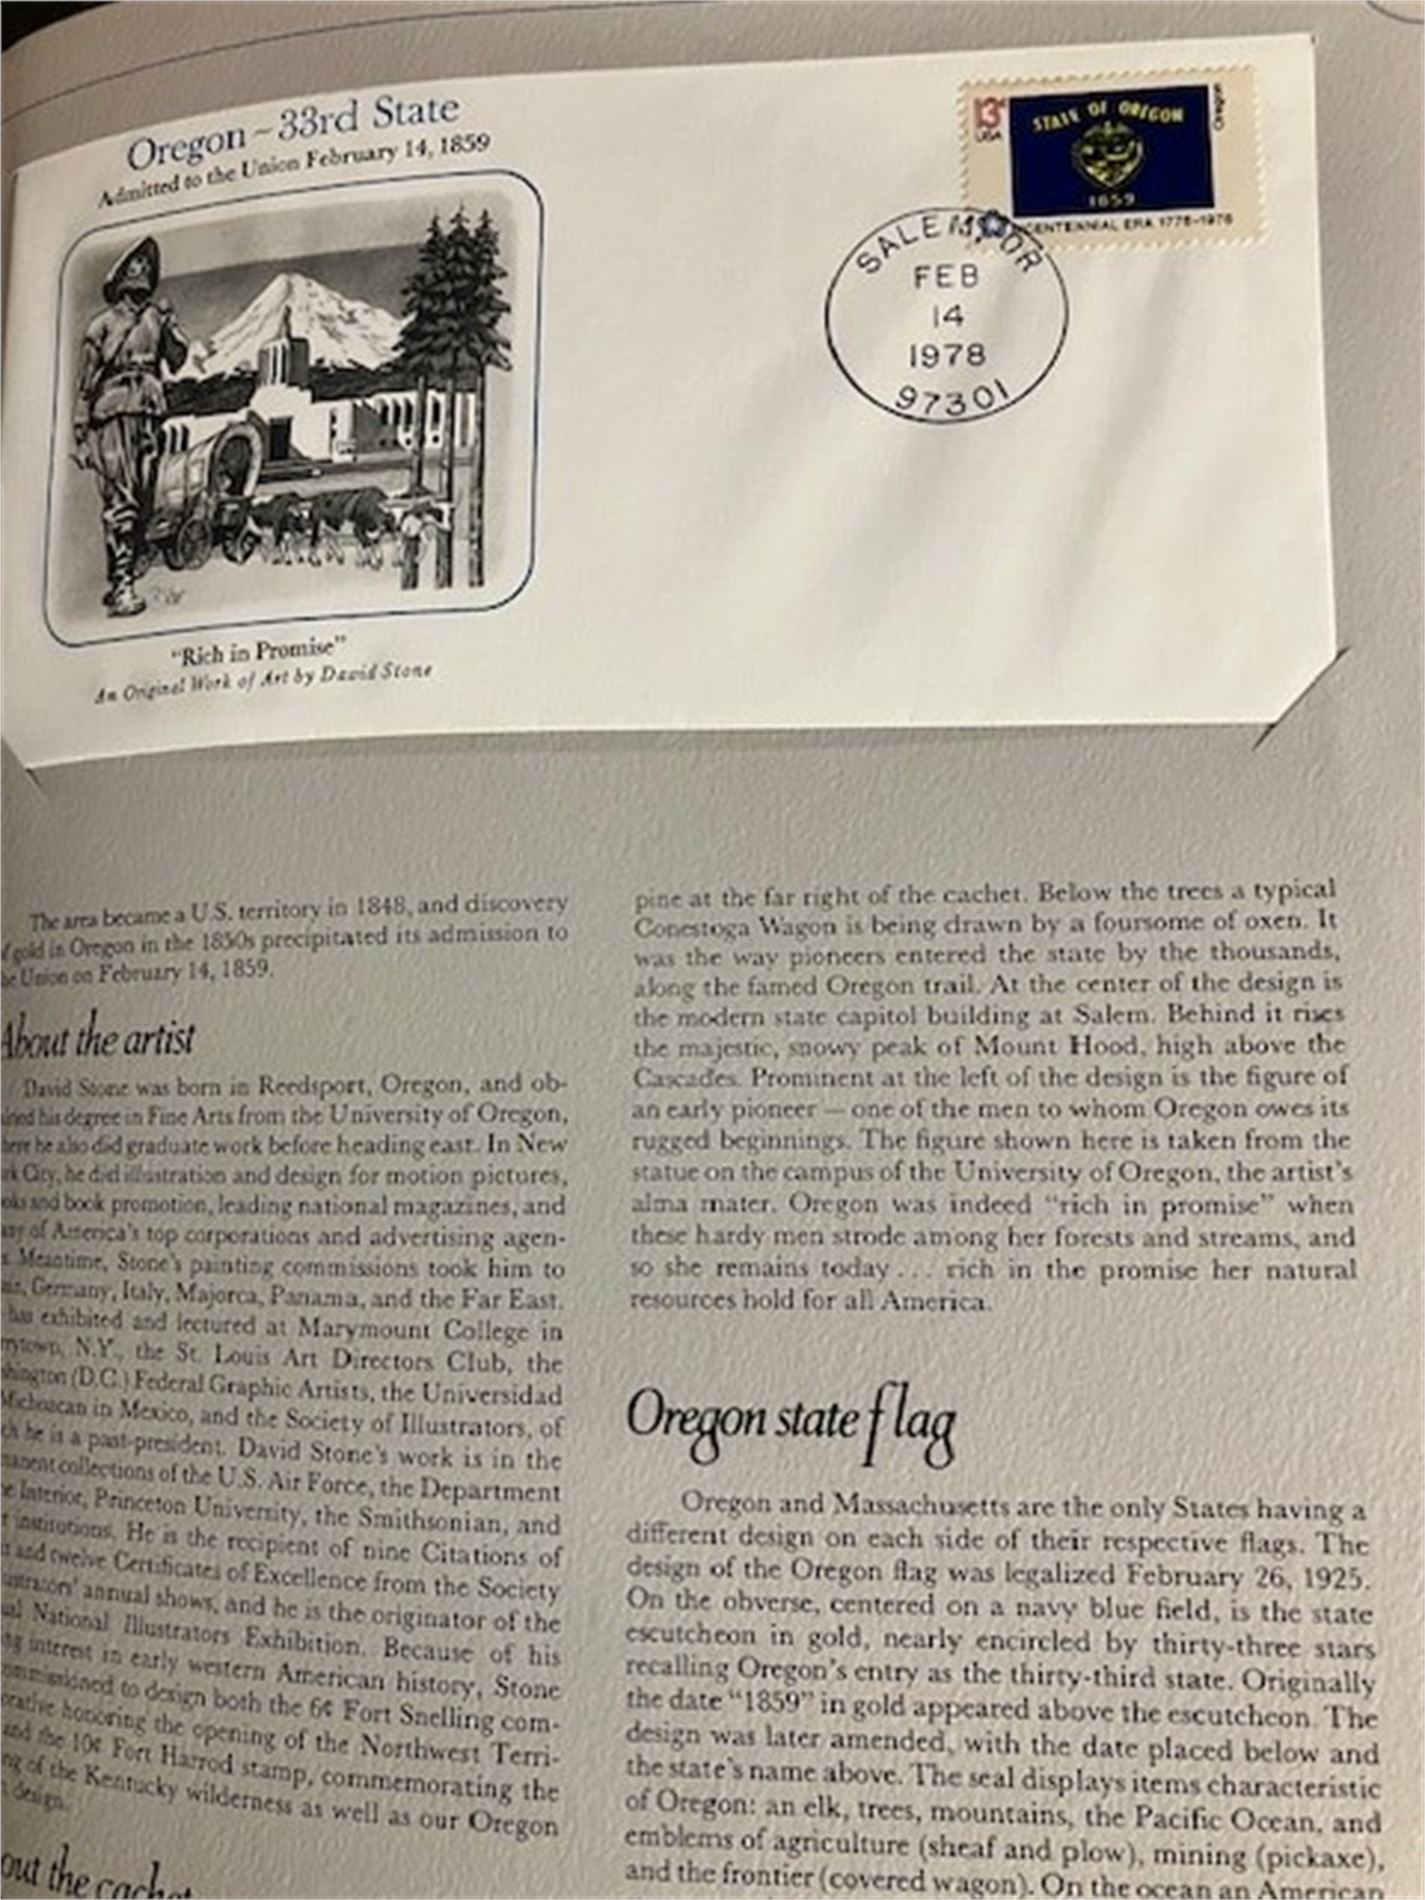 Oregon ~ 33rd State
Admitted to the Union February 14, 1859
13¢
USA
STATE OF OREGON
1859
Oregon
CENTENNIAL ERA 1776-1976
SALEM, OR
FEB
14
1978
97301
"Rich in Promise"
An Original Work of Art by David Stone
The area became a U.S. territory in 1848, and discovery
gold in Oregon in the 1850s precipitated its admission to
Union on February 14, 1859.
About the artist
David Stone was born in Reedsport, Oregon, and ob-
his degree in Fine Arts from the University of Oregon,
he also did graduate work before heading east. In New
City, he did illustration and design for motion pictures,
and book promotion, leading national magazines, and
of America's top corporations and advertising agen-
Meantime, Stone's painting commissions took him to
Germany, Italy, Majorca, Panama, and the Far East.
has exhibited and lectured at Marymount College in
N.Y., the St. Louis Art Directors Club, the
(D.C.) Federal Graphic Artists, the Universidad
Michoacan in Mexico, and the Society of Illustrators, of
he is a past-president. David Stone's work is in the
collections of the U.S. Air Force, the Department
Interior, Princeton University, the Smithsonian, and
institutions. He is the recipient of nine Citations of
and twelve Certificates of Excellence from the Society
annual shows, and he is the originator of the
National Illustrators Exhibition. Because of his
interest in early western American history, Stone
to design both the 6¢ Fort Snelling com-
honoring the opening of the Northwest Terri-
and the 10¢ Fort Harrod stamp, commemorating the
of the Kentucky wilderness as well as our Oregon
design.
out the cachet
pine at the far right of the cachet. Below the trees a typical
Conestoga Wagon is being drawn by a foursome of oxen. It
was the way pioneers entered the state by the thousands,
along the famed Oregon trail. At the center of the design is
the modern state capitol building at Salem. Behind it rises
the majestic, snowy peak of Mount Hood, high above the
Cascades. Prominent at the left of the design is the figure of
an early pioneer — one of the men to whom Oregon owes its
rugged beginnings. The figure shown here is taken from the
statue on the campus of the University of Oregon, the artist's
alma mater. Oregon was indeed "rich in promise" when
these hardy men strode among her forests and streams, and
so she remains today . . . rich in the promise her natural
resources hold for all America.
Oregon state flag
Oregon and Massachusetts are the only States having a
different design on each side of their respective flags. The
design of the Oregon flag was legalized February 26, 1925.
On the obverse, centered on a navy blue field, is the state
escutcheon in gold, nearly encircled by thirty-three stars
recalling Oregon's entry as the thirty-third state. Originally
the date "1859" in gold appeared above the escutcheon. The
design was later amended, with the date placed below and
the state's name above. The seal displays items characteristic
of Oregon: an elk, trees, mountains, the Pacific Ocean, and
emblems of agriculture (sheaf and plow), mining (pickaxe),
and the frontier (covered wagon). On the ocean an American